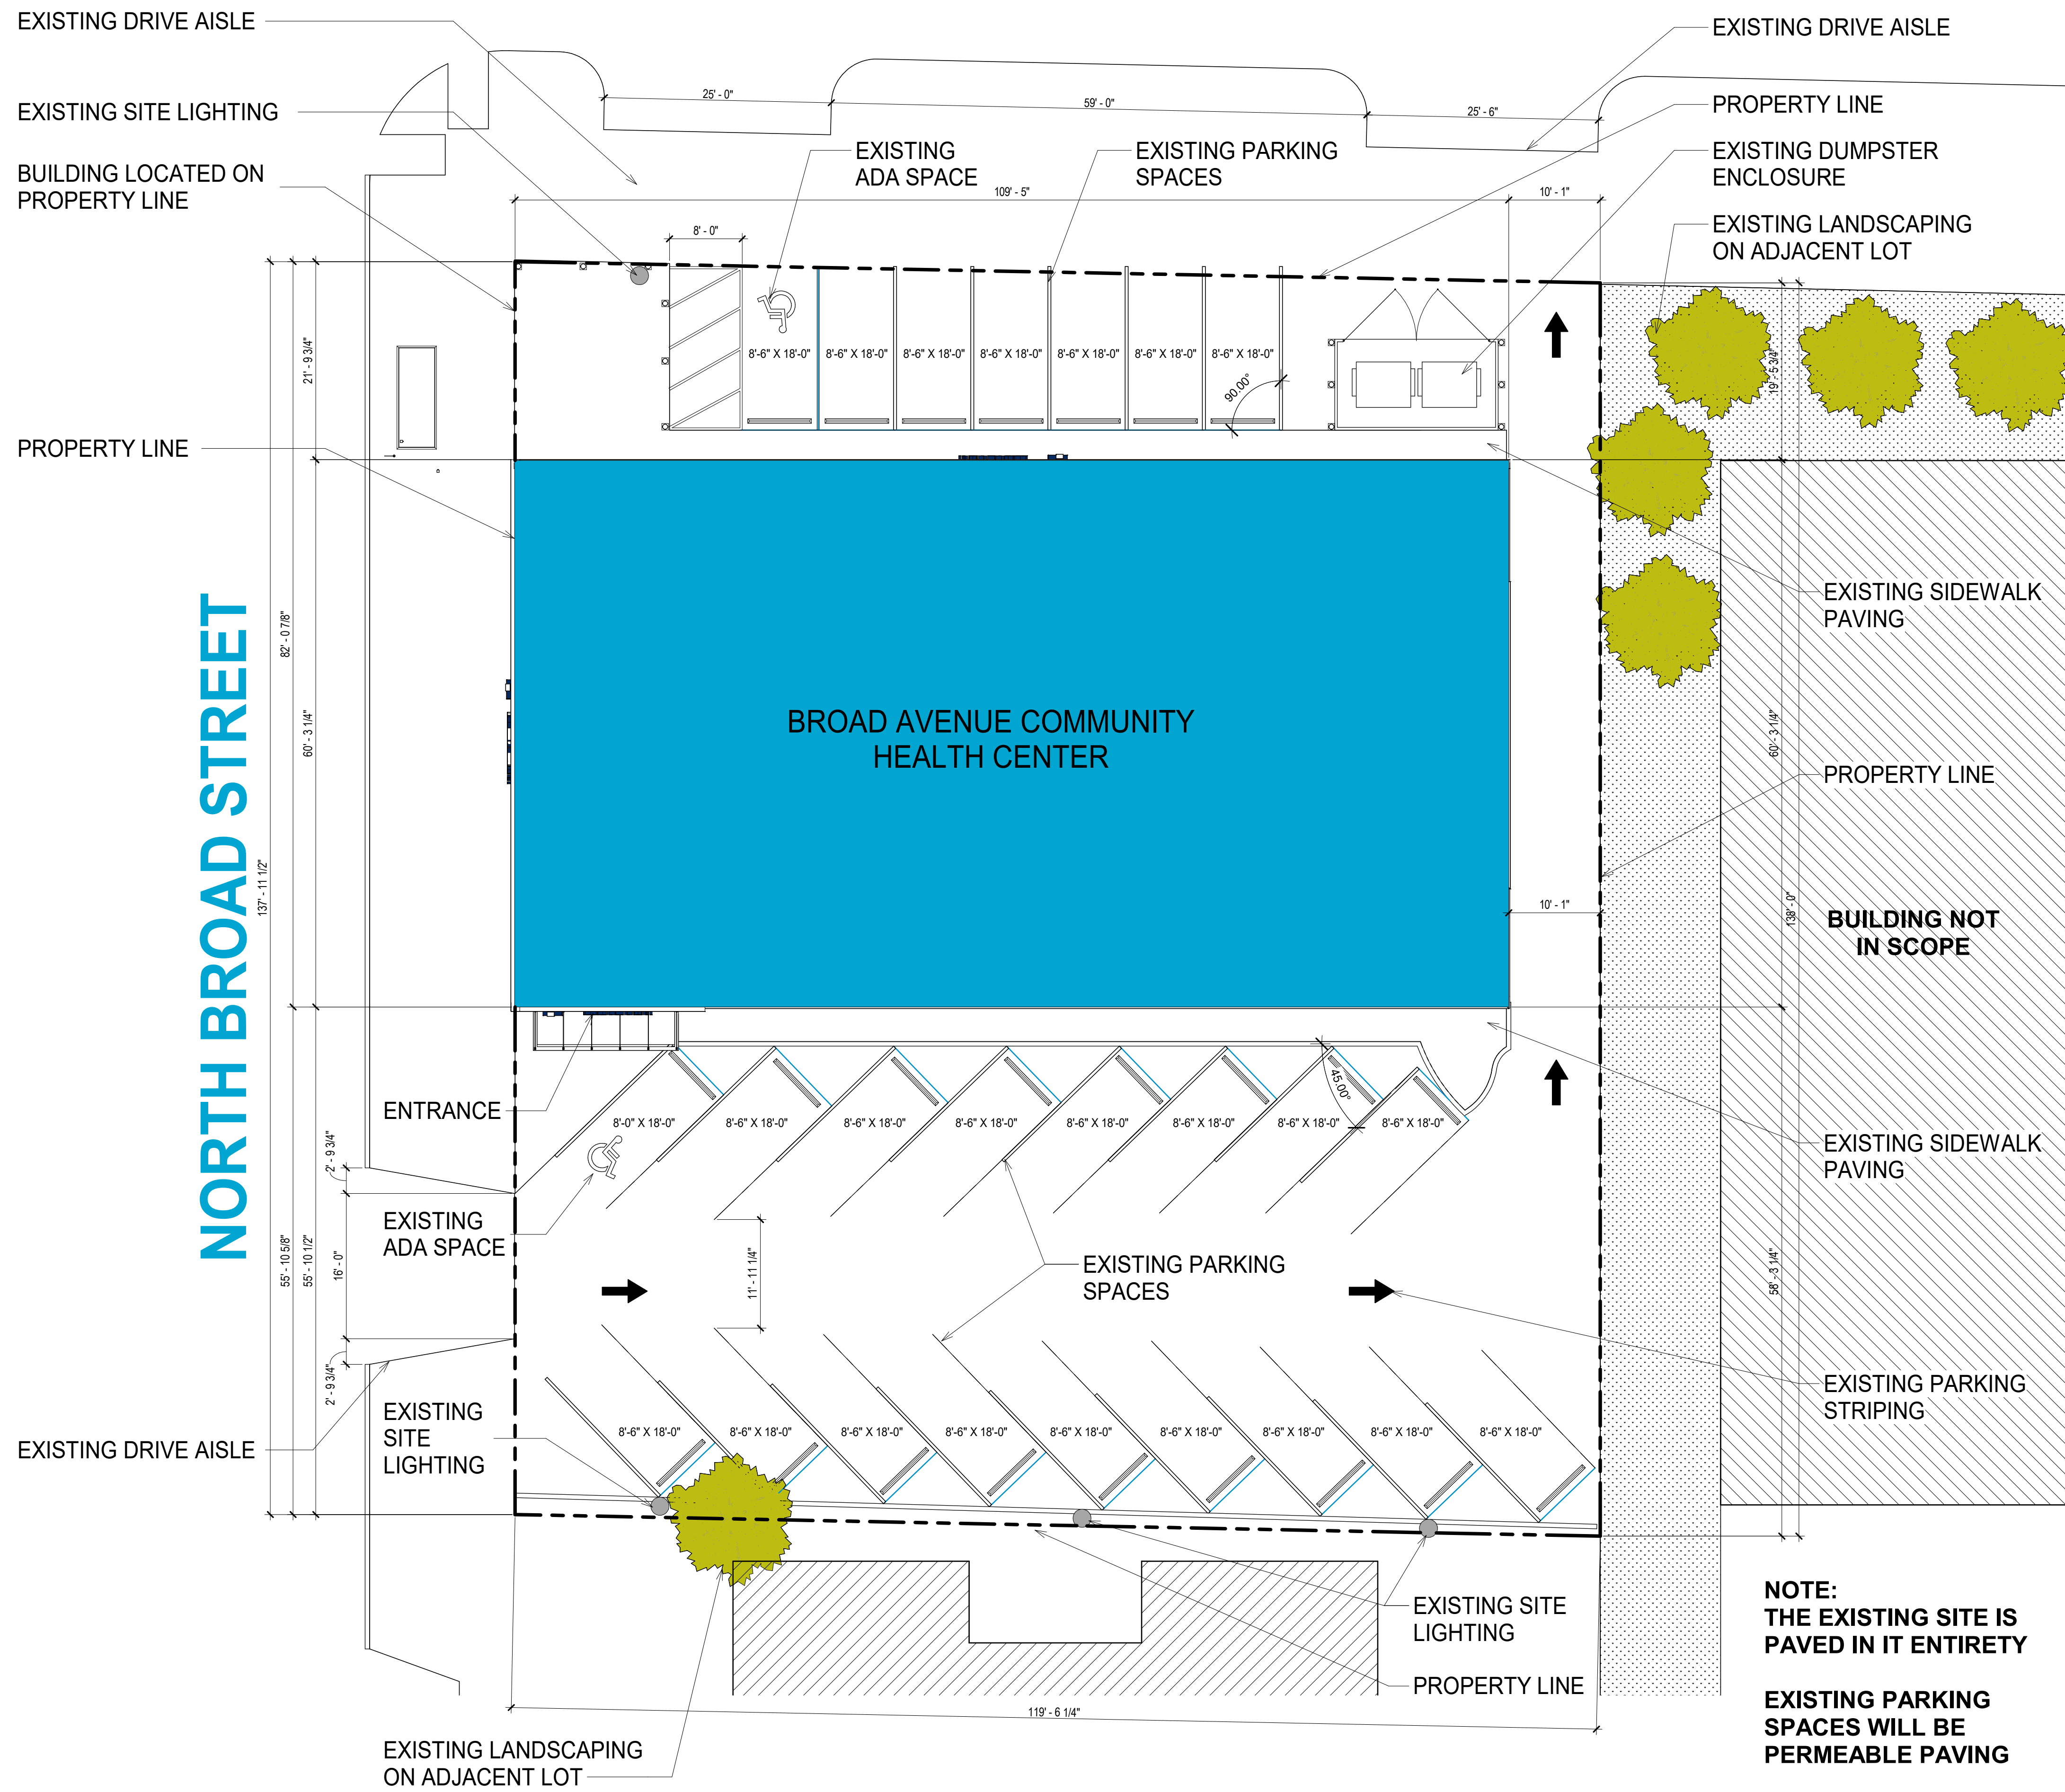 EXISTING DRIVE AISLE
EXISTING DRIVE AISLE
25' - 0"
59' - 0"
25' - 6"
EXISTING SITE LIGHTING
PROPERTY LINE
EXISTING
ADA SPACE
EXISTING PARKING
SPACES
EXISTING DUMPSTER
ENCLOSURE
BUILDING LOCATED ON
PROPERTY LINE
109' - 5"
10' - 1"
EXISTING LANDSCAPING
ON ADJACENT LOT
8' - 0"
8'-6" X 18'-0"
8'-6" X 18'-0"
8'-6" X 18'-0"
8'-6" X 18'-0"
8'-6" X 18'-0"
8'-6" X 18'-0"
8'-6" X 18'-0"
90.00°
21' - 9 3/4"
19' - 5 3/4"
PROPERTY LINE
EXISTING SIDEWALK
PAVING
82' - 0 7/8"
60' - 3 1/4"
137' - 11 1/2"
NORTH BROAD STREET
BROAD AVENUE COMMUNITY
HEALTH CENTER
60' - 3 1/4"
PROPERTY LINE
10' - 1"
138' - 0"
BUILDING NOT
IN SCOPE
ENTRANCE
45.00°
8'-0" X 18'-0"
8'-6" X 18'-0"
8'-6" X 18'-0"
8'-6" X 18'-0"
8'-6" X 18'-0"
8'-6" X 18'-0"
8'-6" X 18'-0"
8'-6" X 18'-0"
EXISTING SIDEWALK
PAVING
2' - 9 3/4"
EXISTING
ADA SPACE
55' - 10 5/8"
55' - 10 1/2"
16' - 0"
11' - 11 1/4"
EXISTING PARKING
SPACES
58' - 3 1/4"
2' - 9 3/4"
EXISTING PARKING
STRIPING
EXISTING
SITE
LIGHTING
EXISTING DRIVE AISLE
8'-6" X 18'-0"
8'-6" X 18'-0"
8'-6" X 18'-0"
8'-6" X 18'-0"
8'-6" X 18'-0"
8'-6" X 18'-0"
8'-6" X 18'-0"
8'-6" X 18'-0"
8'-6" X 18'-0"
EXISTING SITE
LIGHTING
PROPERTY LINE
119' - 6 1/4"
EXISTING LANDSCAPING
ON ADJACENT LOT
NOTE:
THE EXISTING SITE IS
PAVED IN IT ENTIRETY
EXISTING PARKING
SPACES WILL BE
PERMEABLE PAVING